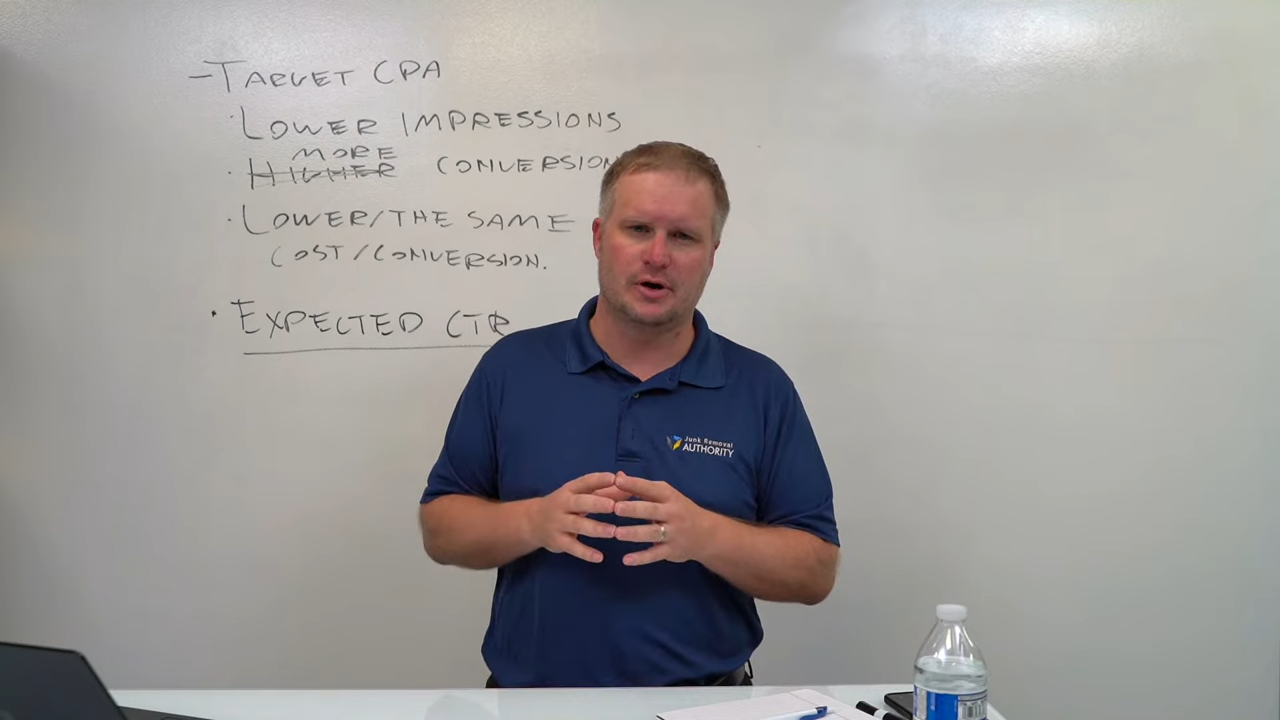 - TARGET CPA
· LOWER IMPRESSIONS
MORE
· HIGHER CONVERSION
· LOWER/THE SAME
COST/CONVERSION.
· EXPECTED CTR
Junk Removal
AUTHORITY